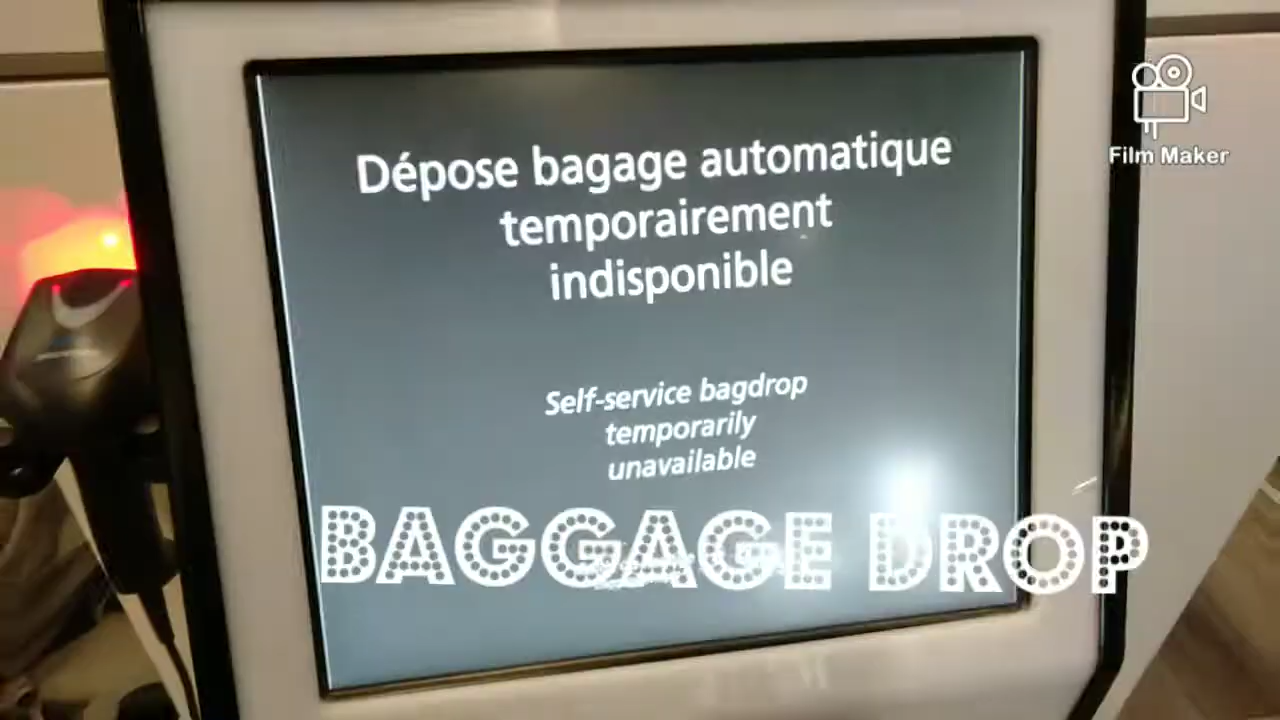 Dépose bagage automatique
temporairement
indisponible
Self-service bagdrop
temporarily
unavailable
BAGGAGE DROP
Film Maker